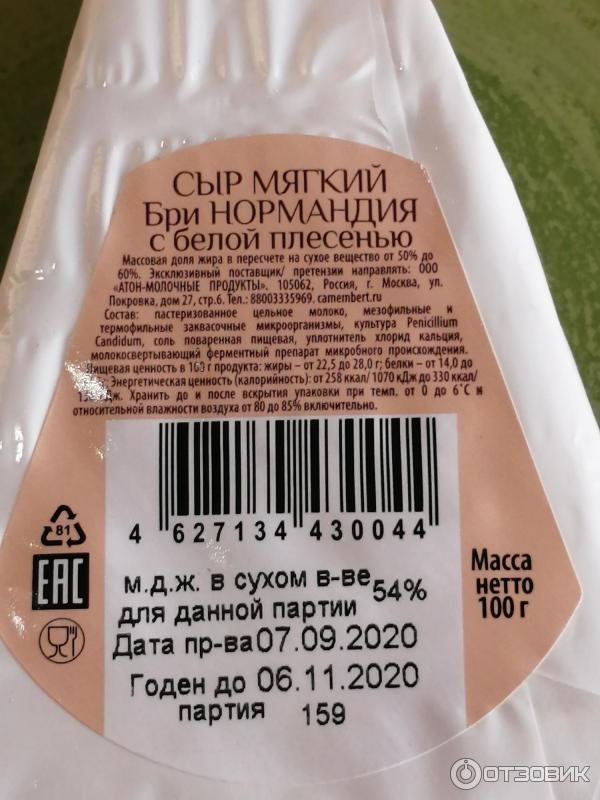 СЫР МЯГКИЙ
Бри НОРМАНДИЯ
с белой плесенью
Массовая доля жира в пересчете на сухое вещество от 50% до
60%. Эксклюзивный поставщик/ претензии направлять: ООО
«АТОН-МОЛОЧНЫЕ ПРОДУКТЫ», 105062, Россия, г. Москва, ул.
Покровка, дом 27, стр.6. Тел.: 88003335969. camembert.ru
Состав: пастеризованное цельное молоко, мезофильные и
термофильные заквасочные микроорганизмы, культура Penicillium
Candidum, соль поваренная пищевая, уплотнитель хлорид кальция,
молокосвертывающий ферментный препарат микробного происхождения.
Пищевая ценность в 100 г продукта: жиры – от 22,5 до 28,0 г; белки – от 14,0 до
Энергетическая ценность (калорийность): от 258 ккал/ 1070 кДж до 330 ккал/
Хранить до и после вскрытия упаковки при темп. от 0 до 6˚С и
относительной влажности воздуха от 80 до 85% включительно.
4 627134 430044
81
EAC
Масса
нетто
100 г
м.д.ж. в сухом в-ве 54%
для данной партии
Дата пр-ва 07.09.2020
Годен до 06.11.2020
партия 159
ОТЗОВИК